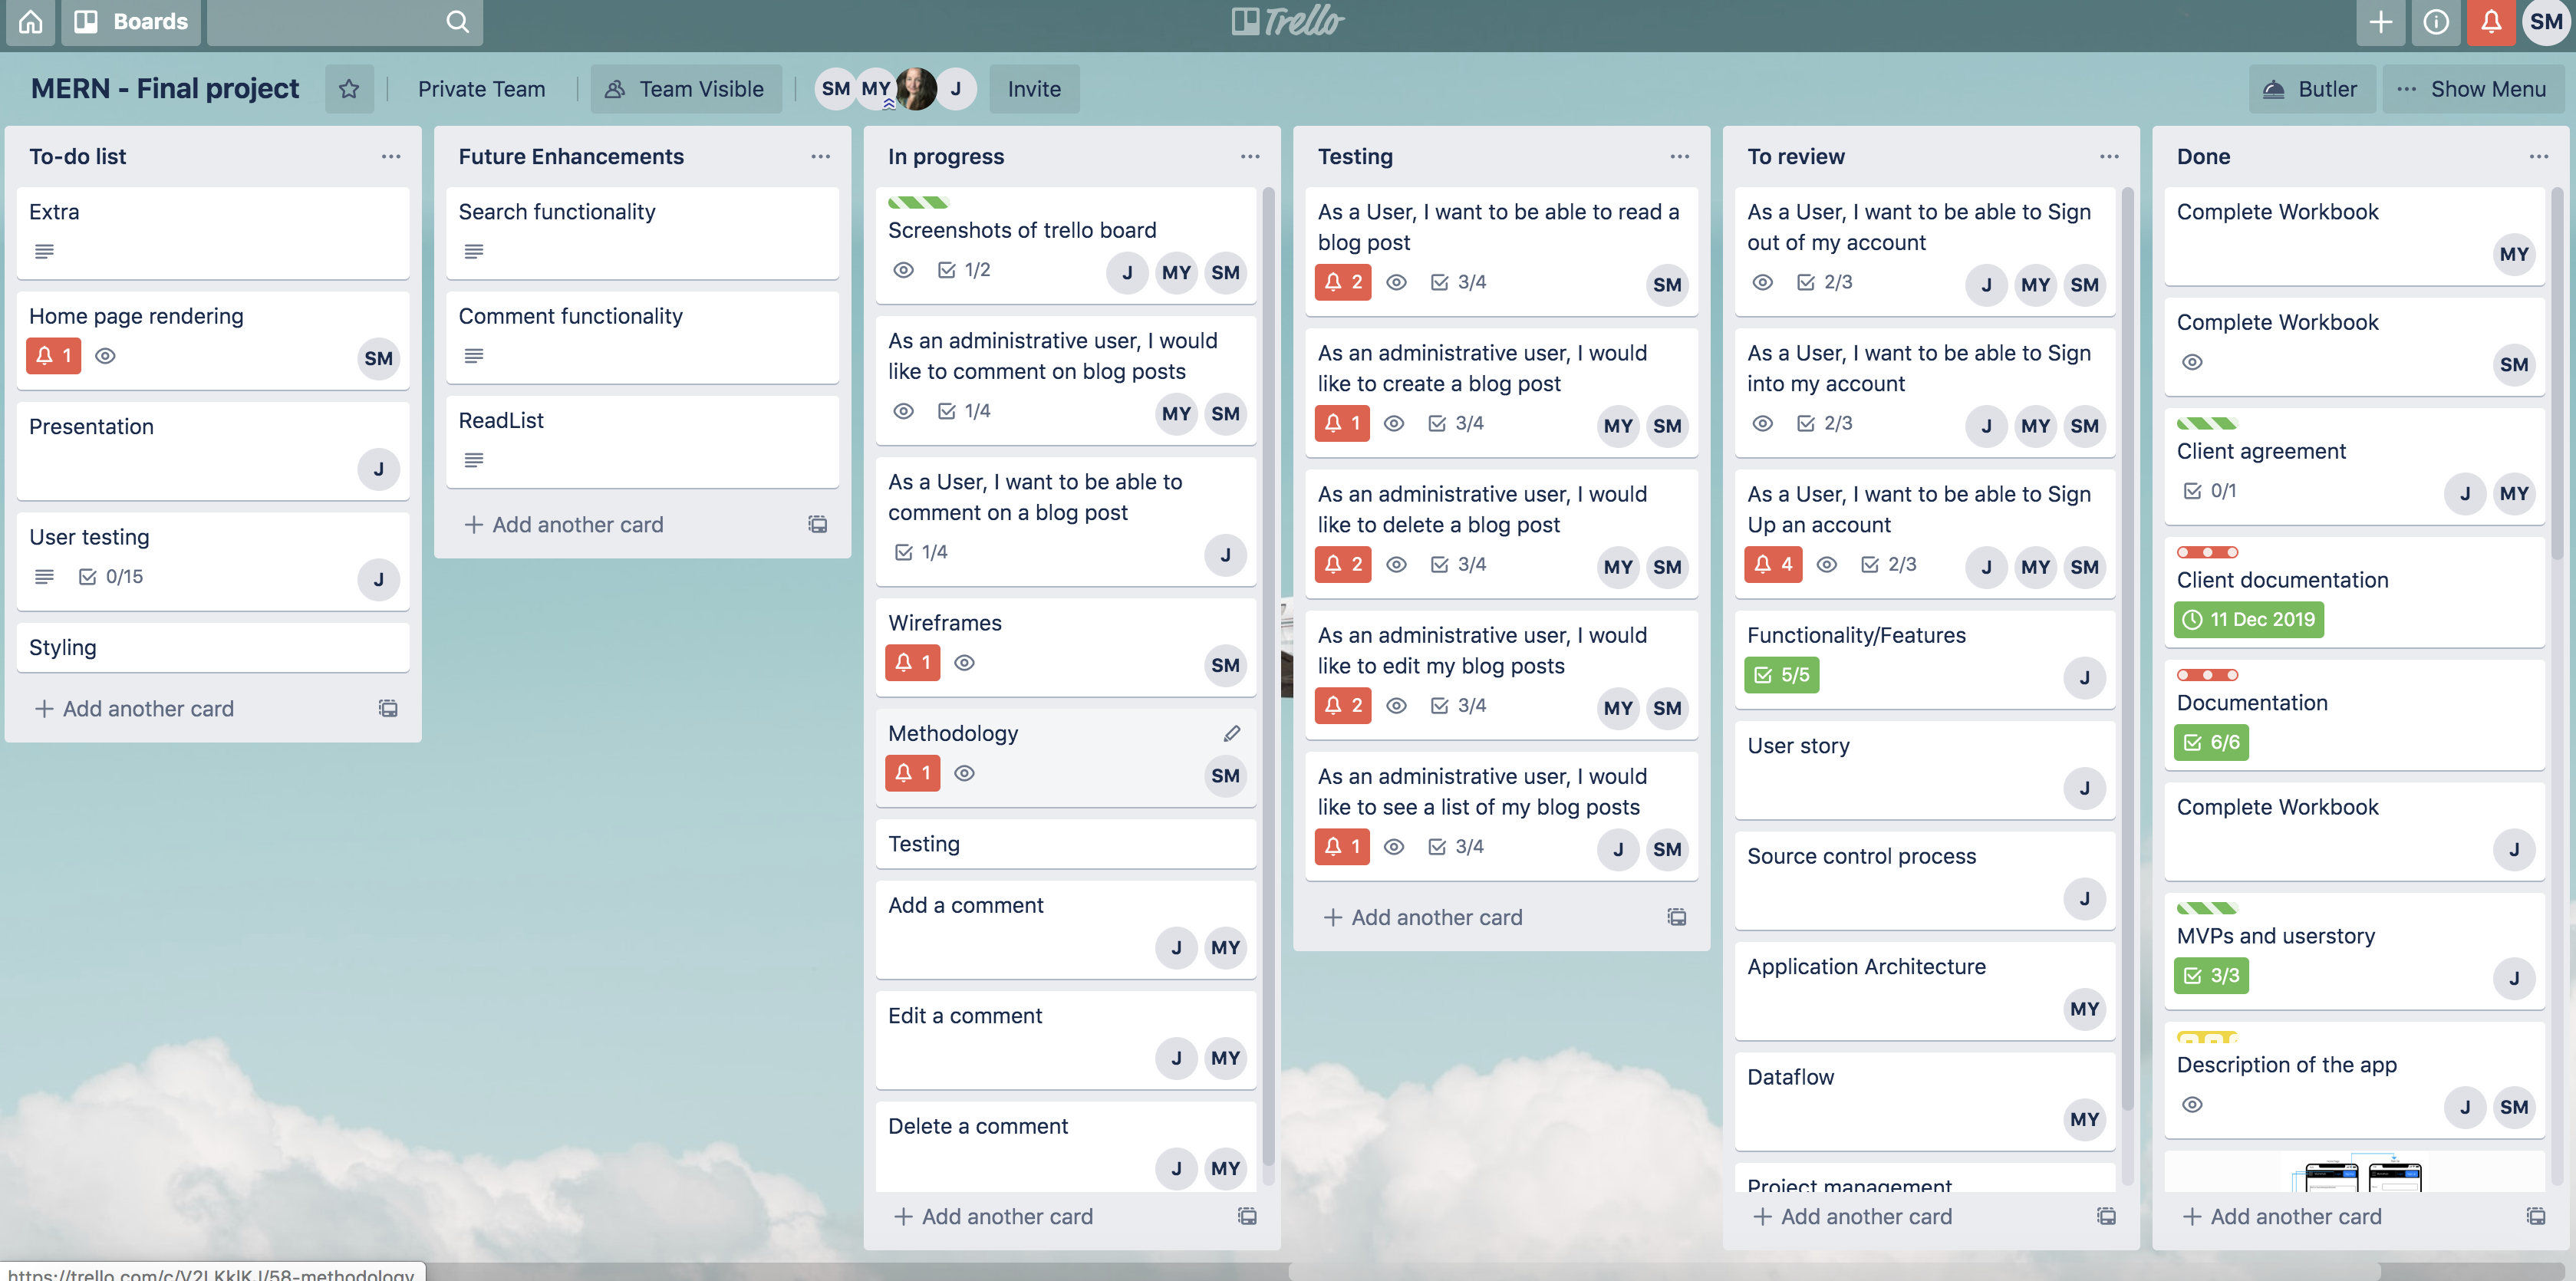 Boards
Trello
SM
MERN - Final project
Private Team
Team Visible
SM
MY
J
Invite
Butler
... Show Menu
To-do list
Extra
Home page rendering
1
SM
Presentation
J
User testing
0/15
J
Styling
+ Add another card
Future Enhancements
Search functionality
Comment functionality
ReadList
+ Add another card
In progress
Screenshots of trello board
1/2
J MY SM
As an administrative user, I would
like to comment on blog posts
1/4
MY SM
As a User, I want to be able to
comment on a blog post
1/4
J
Wireframes
1
SM
Methodology
1
SM
Testing
Add a comment
J MY
Edit a comment
J MY
Delete a comment
J MY
+ Add another card
Testing
As a User, I want to be able to read a
blog post
2 3/4
SM
As an administrative user, I would
like to create a blog post
1 3/4
MY SM
As an administrative user, I would
like to delete a blog post
2 3/4
MY SM
As an administrative user, I would
like to edit my blog posts
2 3/4
MY SM
As an administrative user, I would
like to see a list of my blog posts
1 3/4
J SM
+ Add another card
To review
As a User, I want to be able to Sign
out of my account
2/3
J MY SM
As a User, I want to be able to Sign
into my account
2/3
J MY SM
As a User, I want to be able to Sign
Up an account
4 2/3
J MY SM
Functionality/Features
5/5
J
User story
J
Source control process
J
Application Architecture
MY
Dataflow
MY
Project management
+ Add another card
Done
Complete Workbook
MY
Complete Workbook
SM
Client agreement
0/1
J MY
Client documentation
11 Dec 2019
Documentation
6/6
Complete Workbook
J
MVPs and userstory
3/3
J
Description of the app
J SM
+ Add another card